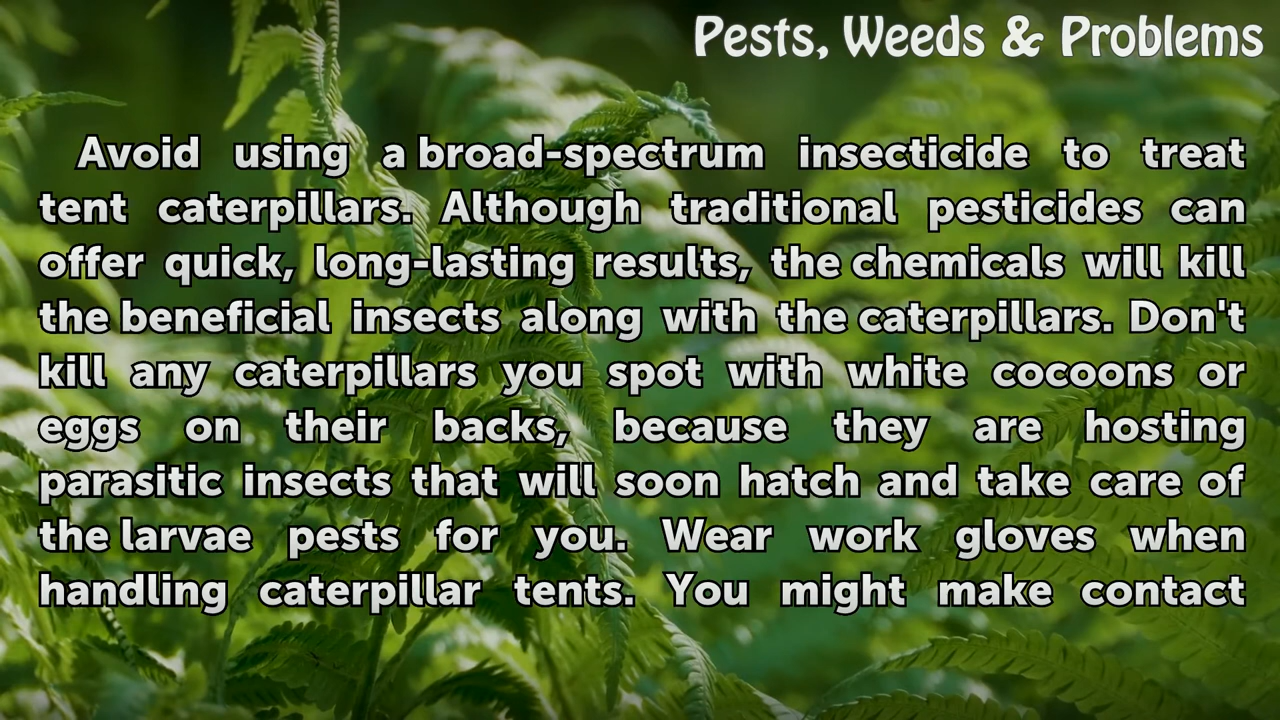 Pests, Weeds & Problems
Avoid using a broad-spectrum insecticide to treat
tent caterpillars. Although traditional pesticides can
offer quick, long-lasting results, the chemicals will kill
the beneficial insects along with the caterpillars. Don't
kill any caterpillars you spot with white cocoons or
eggs on their backs, because they are hosting
parasitic insects that will soon hatch and take care of
the larvae pests for you. Wear work gloves when
handling caterpillar tents. You might make contact